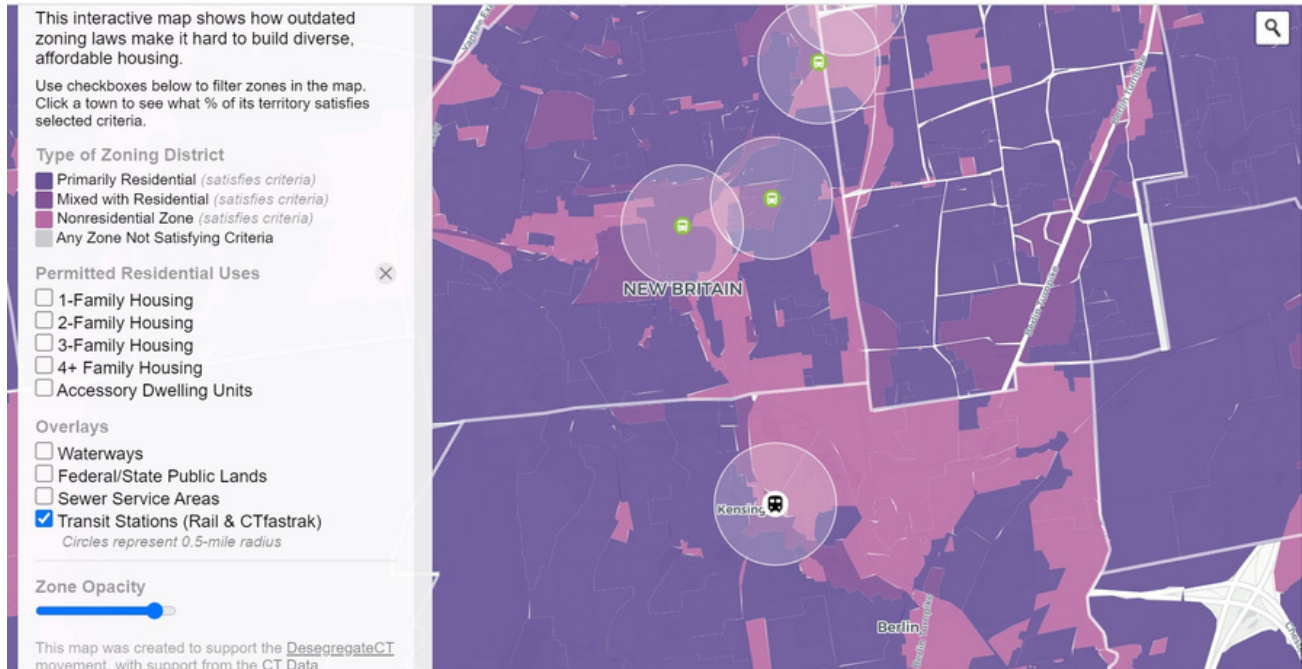 This interactive map shows how outdated
zoning laws make it hard to build diverse,
affordable housing.
Use checkboxes below to filter zones in the map.
Click a town to see what % of its territory satisfies
selected criteria.
Type of Zoning District
Primarily Residential (satisfies criteria)
Mixed with Residential (satisfies criteria)
Nonresidential Zone (satisfies criteria)
Any Zone Not Satisfying Criteria
Permitted Residential Uses
1-Family Housing
2-Family Housing
3-Family Housing
4+ Family Housing
Accessory Dwelling Units
Overlays
Waterways
Federal/State Public Lands
Sewer Service Areas
Transit Stations (Rail & CTfastrak)
Circles represent 0.5-mile radius
Zone Opacity
This map was created to support the DesegregateCT
movement, with support from the CT Data
Berlin Turnpike
NEW BRITAIN
Berlin Turnpike
Kensing
Berlin
Berlin Turnpike